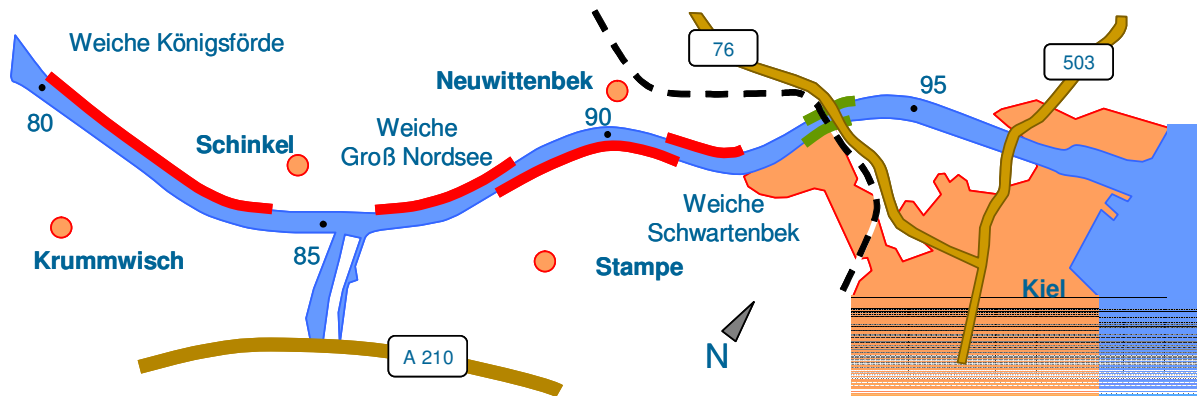 Weiche Königsförde
76
503
Neuwittenbek
80
95
90
Weiche
Groß Nordsee
Schinkel
Weiche
Schwartenbek
Krummwisch
85
Stampe
Kiel
N
A 210